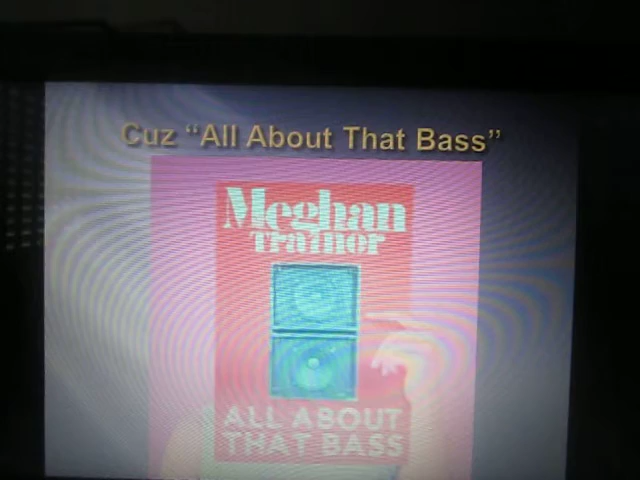 Cuz “All About That Bass”
Meghan
Trainor
ALL ABOUT
THAT BASS